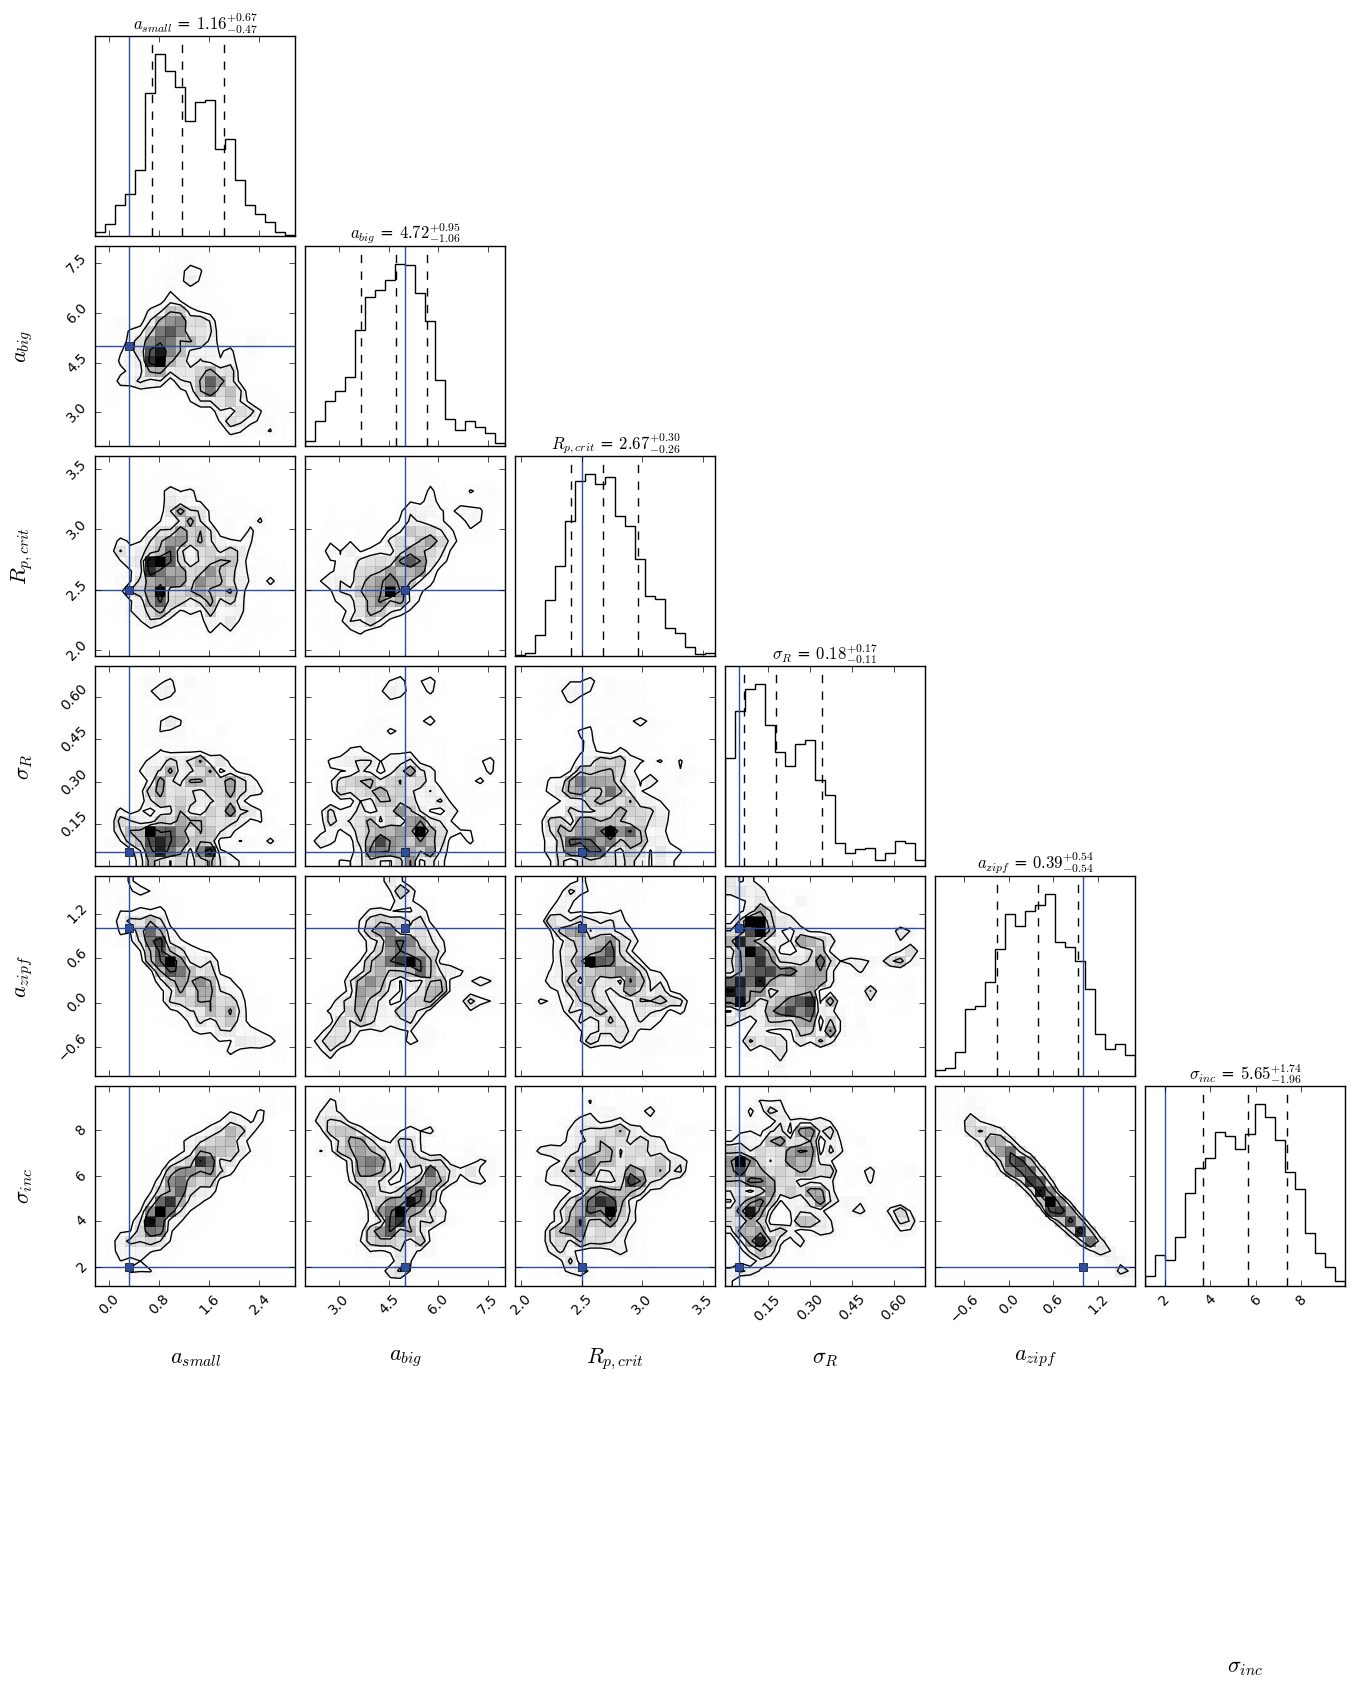 a_small = 1.16 +0.67 −0.47
a_big = 4.72 +0.95 −1.06
7.5
6.0
4.5
3.0
a_big
R_p,crit = 2.67 +0.30 −0.26
3.5
3.0
2.5
2.0
R_p,crit
σ_R = 0.18 +0.17 −0.11
0.60
0.45
0.30
0.15
σ_R
a_zipf = 0.39 +0.54 −0.54
1.2
0.6
0.0
−0.6
a_zipf
σ_inc = 5.65 +1.74 −1.96
8
6
4
2
σ_inc
0.0 0.8 1.6 2.4 3.0 4.5 6.0 7.5 2.0 2.5 3.0 3.5 0.15 0.30 0.45 0.60 −0.6 0.0 0.6 1.2 2 4 6 8
a_small a_big R_p,crit σ_R a_zipf
σ_inc